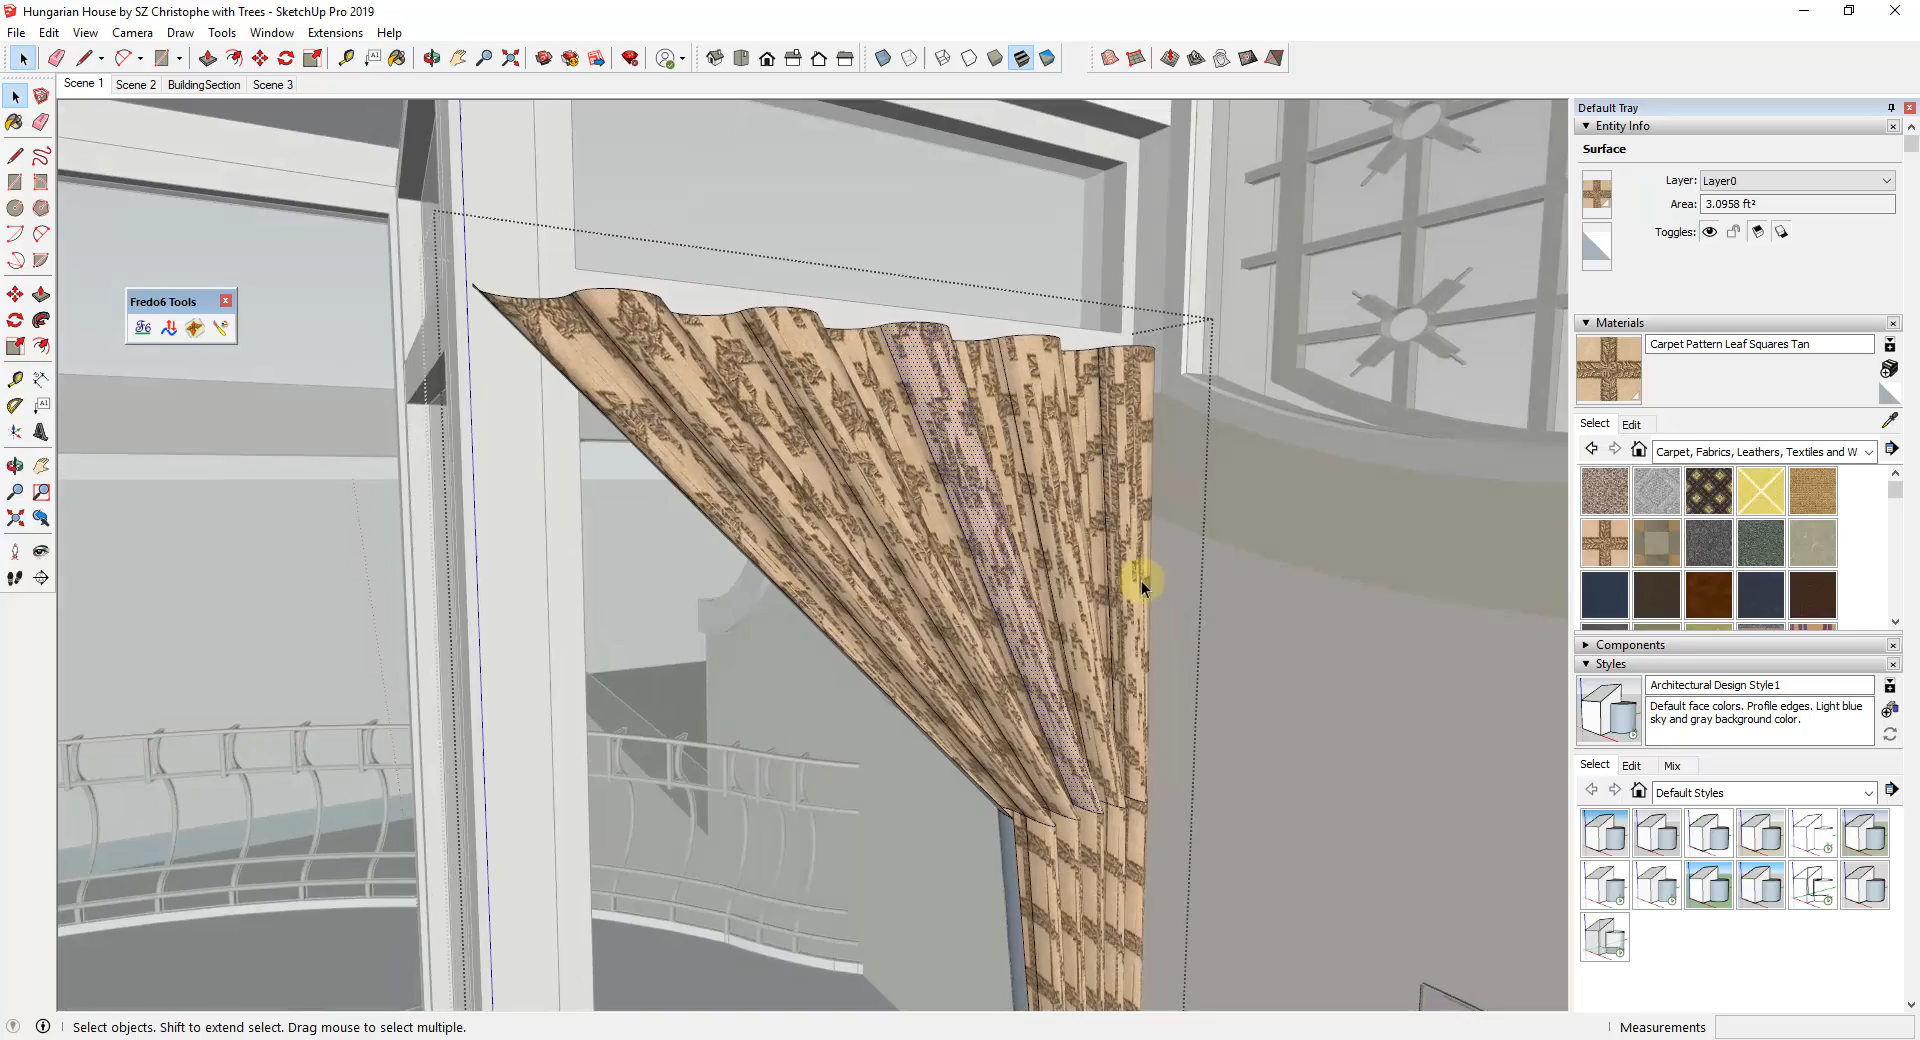 Hungarian House by SZ Christophe with Trees - SketchUp Pro 2019
File Edit View Camera Draw Tools Window Extensions Help
Scene 1 Scene 2 BuildingSection Scene 3
Default Tray
Entity Info
Surface
Layer: Layer0
Area: 3.0958 ft²
Toggles:
Fredo6 Tools
Materials
Carpet Pattern Leaf Squares Tan
Select Edit
Carpet, Fabrics, Leathers, Textiles and W
Components
Styles
Architectural Design Style1
Default face colors. Profile edges. Light blue
sky and gray background color.
Select Edit Mix
Default Styles
Select objects. Shift to extend select. Drag mouse to select multiple.
Measurements